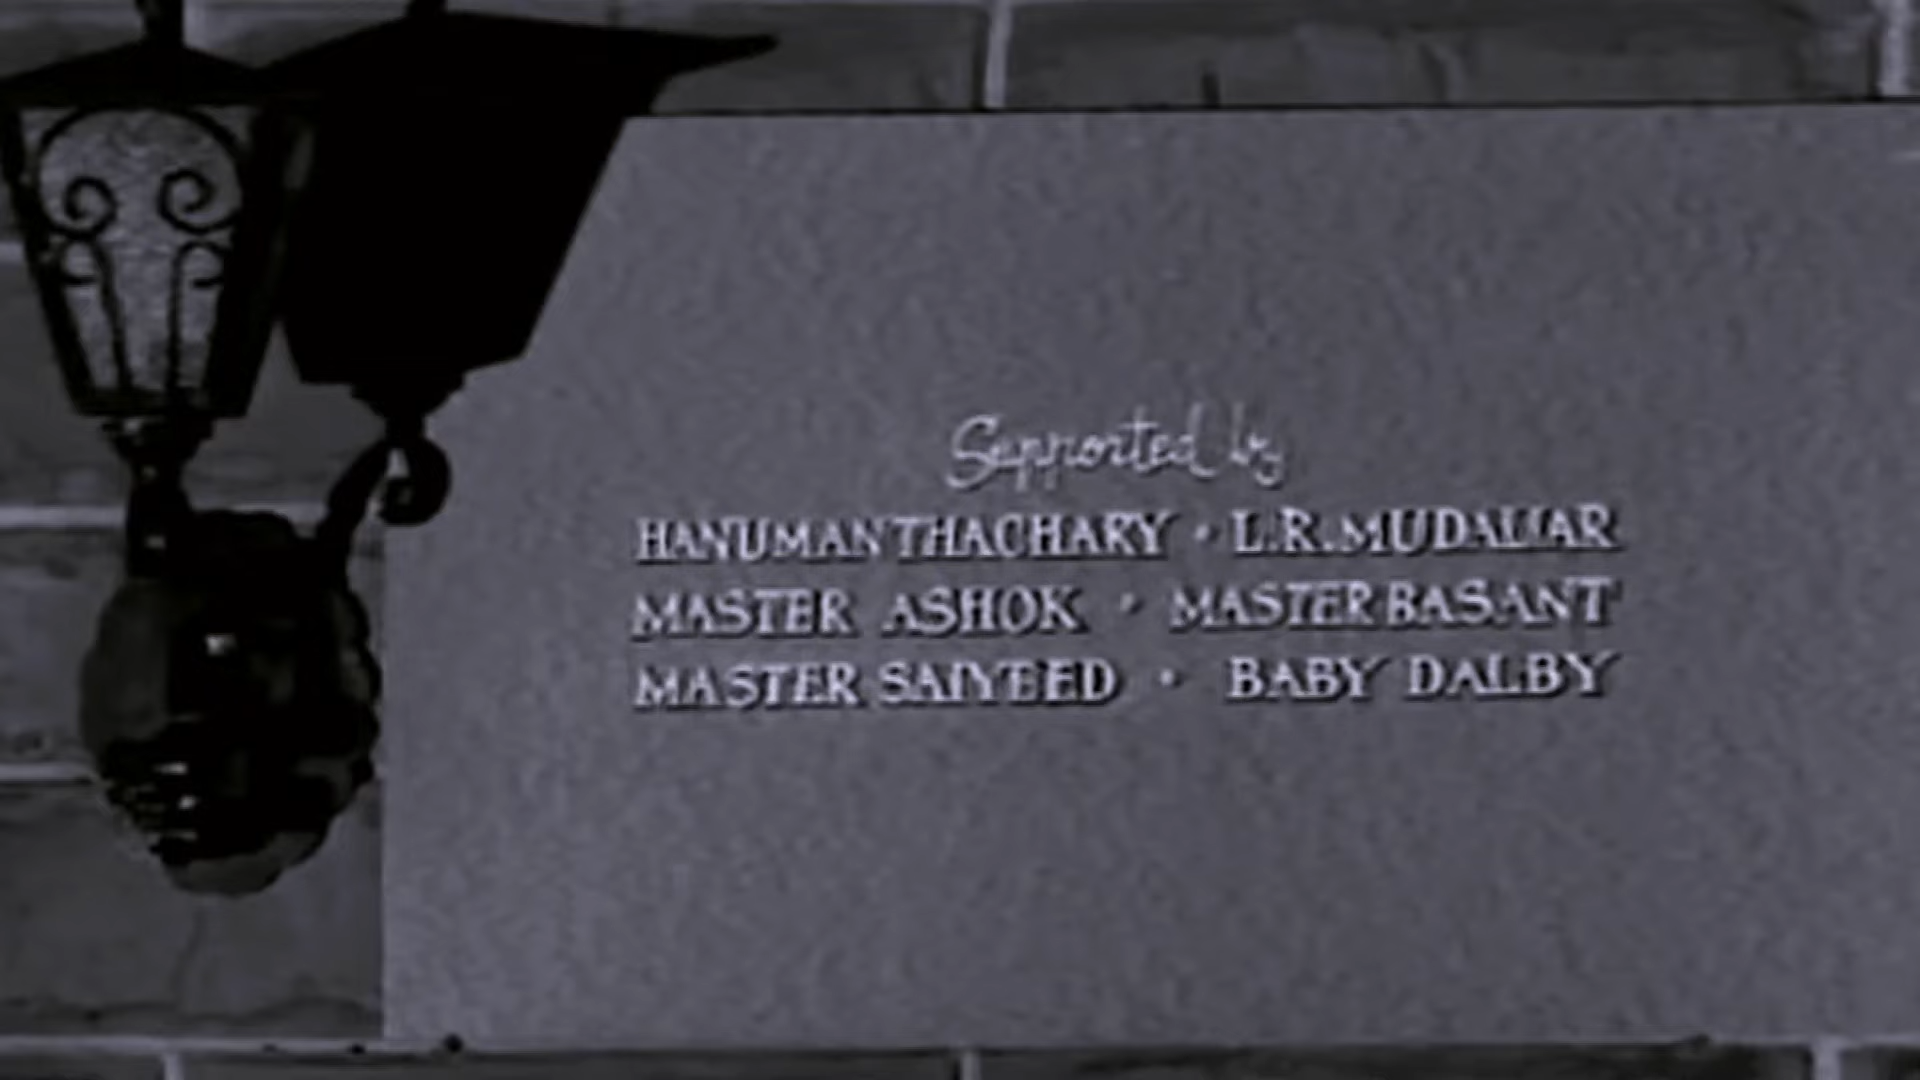 Supported by
HANUMANTHACHARY · L.R. MUDALIAR
MASTER ASHOK · MASTER BASANT
MASTER SAIYEED · BABY DALBY